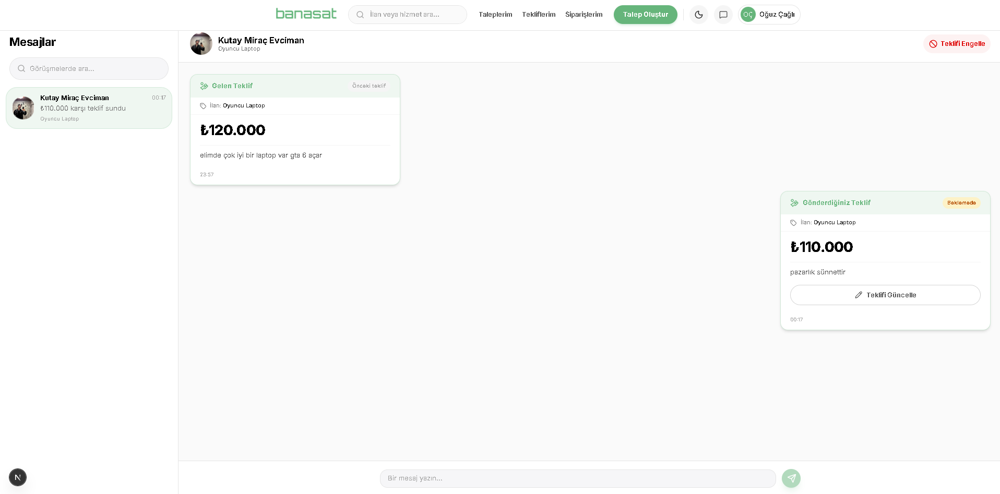 banasat
İlan veya hizmet ara...
Taleplerim
Tekliflerim
Siparişlerim
Talep Oluştur
OÇ
Oğuz Çağlı
Mesajlar
Görüşmelerde ara...
Kutay Miraç Evciman
00:17
₺110.000 karşı teklif sundu
Oyuncu Laptop
Kutay Miraç Evciman
Oyuncu Laptop
Teklifi Engelle
Gelen Teklif
Önceki teklif
İlan: Oyuncu Laptop
₺120.000
elimde çok iyi bir laptop var gta 6 açar
23:57
Gönderdiğiniz Teklif
Beklemede
İlan: Oyuncu Laptop
₺110.000
pazarlık sünnettir
Teklifi Güncelle
00:17
Bir mesaj yazın...
N